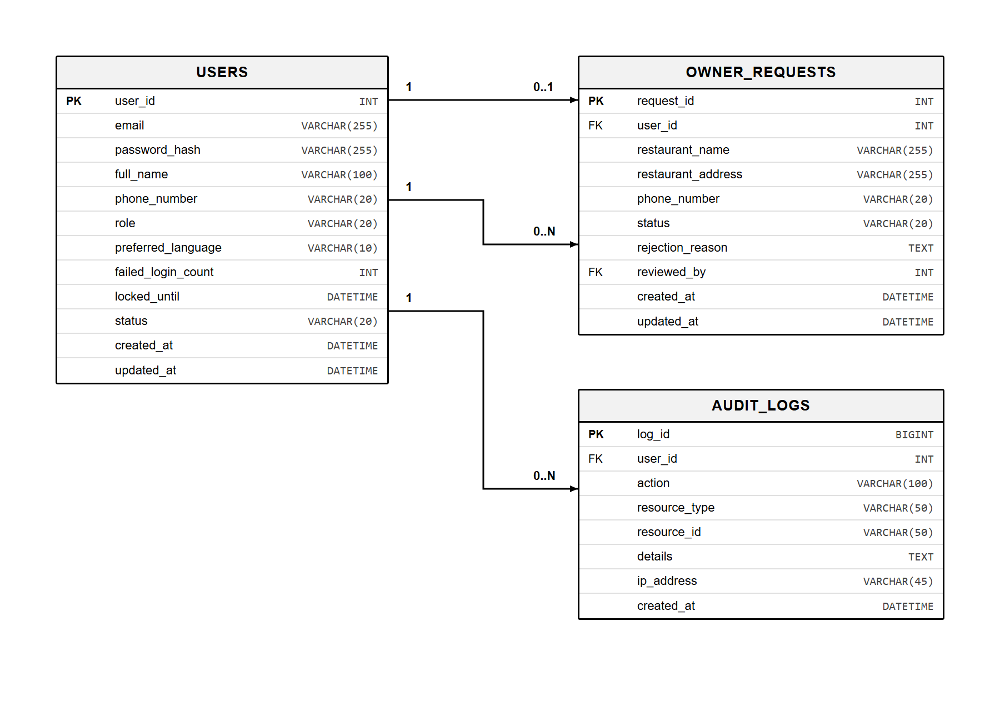 USERS
PK user_id INT
email VARCHAR(255)
password_hash VARCHAR(255)
full_name VARCHAR(100)
phone_number VARCHAR(20)
role VARCHAR(20)
preferred_language VARCHAR(10)
failed_login_count INT
locked_until DATETIME
status VARCHAR(20)
created_at DATETIME
updated_at DATETIME
1 0..1
1 0..N
1 0..N
OWNER_REQUESTS
PK request_id INT
FK user_id INT
restaurant_name VARCHAR(255)
restaurant_address VARCHAR(255)
phone_number VARCHAR(20)
status VARCHAR(20)
rejection_reason TEXT
FK reviewed_by INT
created_at DATETIME
updated_at DATETIME
AUDIT_LOGS
PK log_id BIGINT
FK user_id INT
action VARCHAR(100)
resource_type VARCHAR(50)
resource_id VARCHAR(50)
details TEXT
ip_address VARCHAR(45)
created_at DATETIME